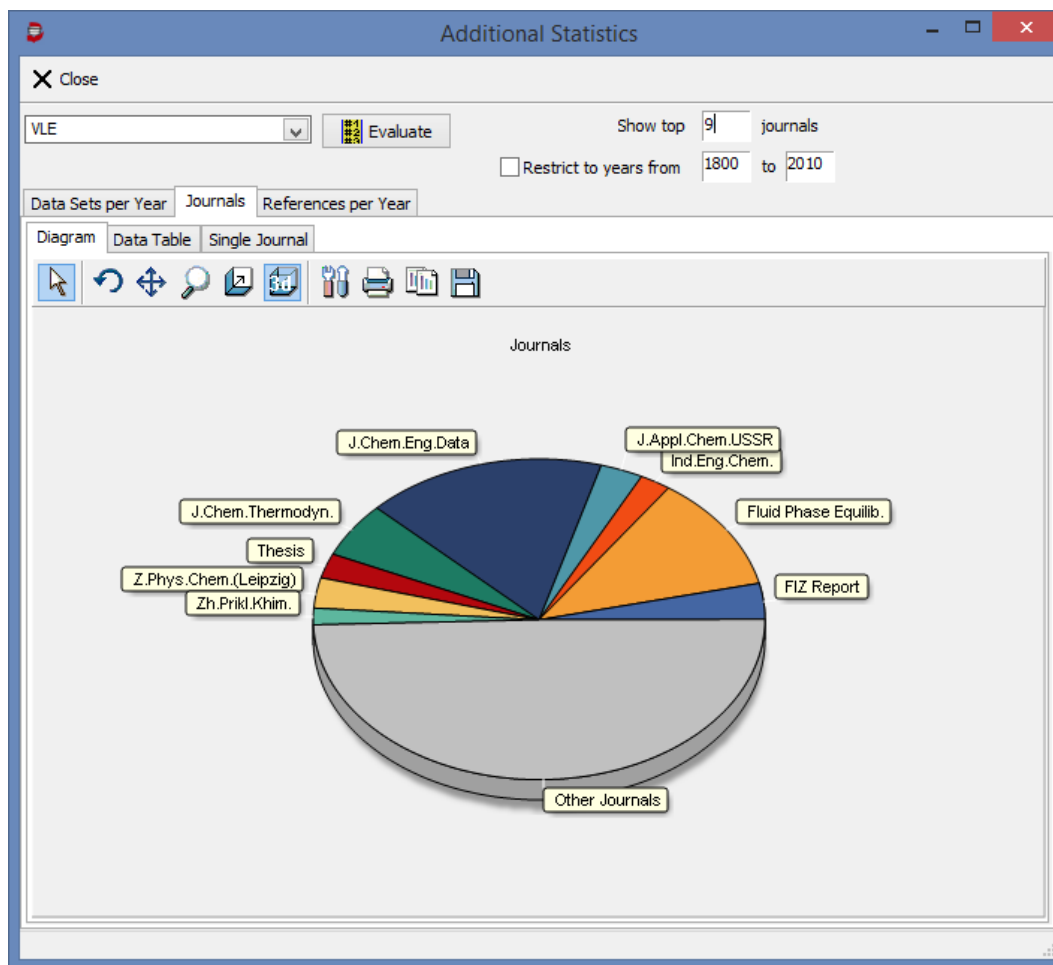 Additional Statistics
Close
VLE
Evaluate
Show top 9 journals
Restrict to years from 1800 to 2010
Data Sets per Year Journals References per Year
Diagram Data Table Single Journal
3d
Journals
J.Chem.Eng.Data
J.Appl.Chem.USSR
Ind.Eng.Chem.
J.Chem.Thermodyn.
Fluid Phase Equilib.
Thesis
Z.Phys.Chem.(Leipzig)
FIZ Report
Zh.Prikl.Khim.
Other Journals